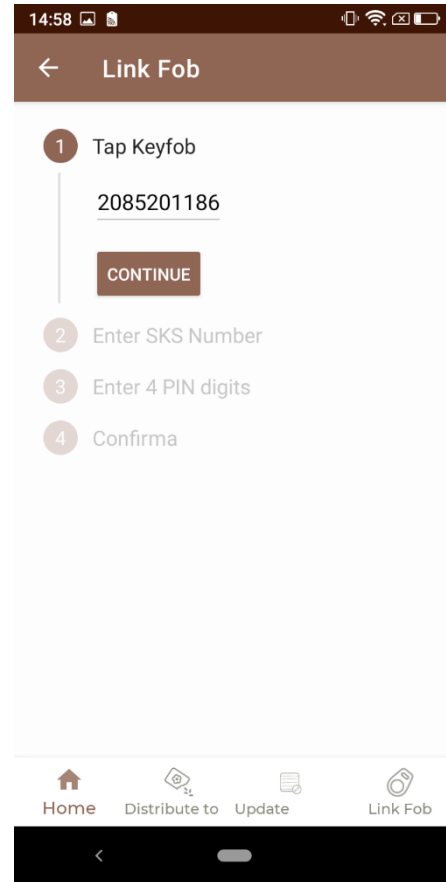 14:58
Link Fob
1 Tap Keyfob
2085201186
CONTINUE
2 Enter SKS Number
3 Enter 4 PIN digits
4 Confirma
Home Distribute to Update Link Fob